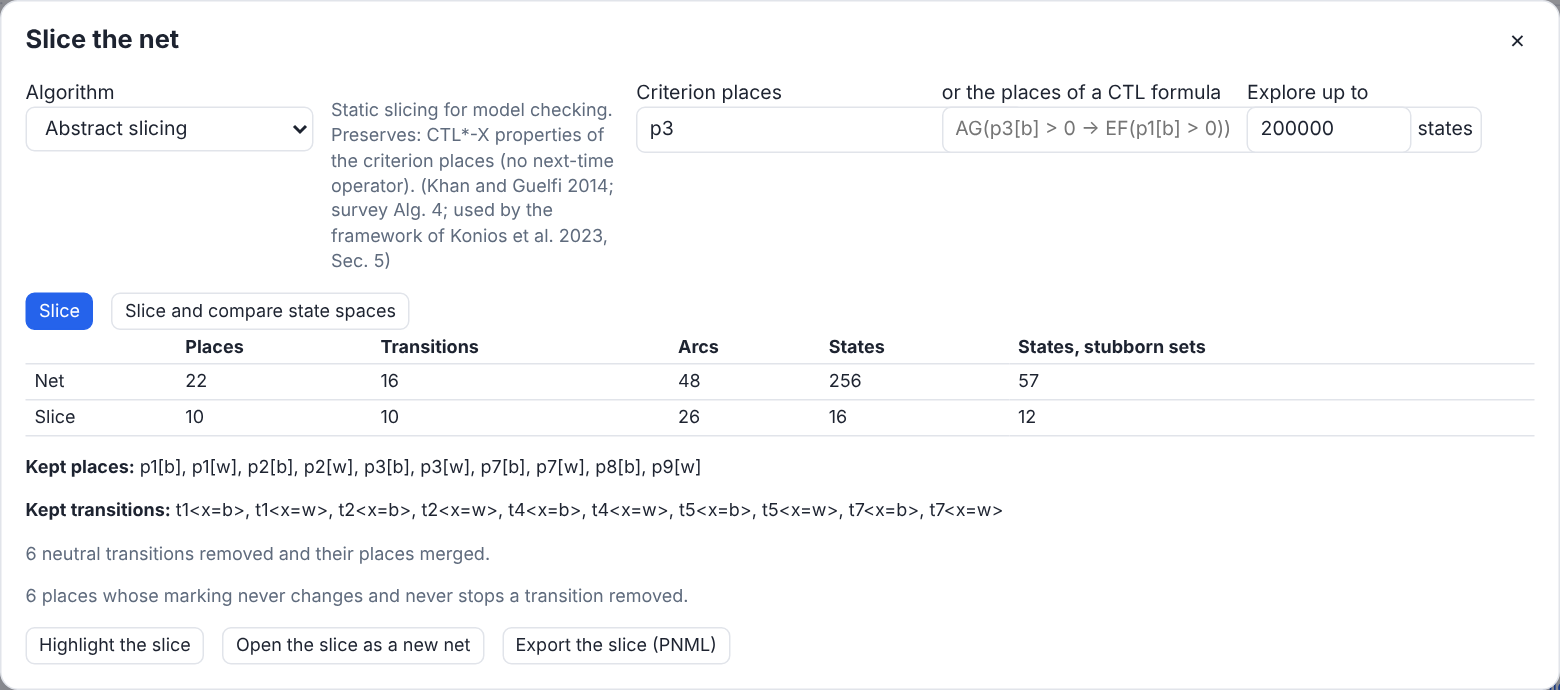 Slice the net
×
Algorithm
Abstract slicing
Static slicing for model checking.
Preserves: CTL*-X properties of
the criterion places (no next-time
operator). (Khan and Guelfi 2014;
survey Alg. 4; used by the
framework of Konios et al. 2023,
Sec. 5)
Criterion places
p3
or the places of a CTL formula
AG(p3[b] > 0 → EF(p1[b] > 0))
Explore up to
200000 states
Slice
Slice and compare state spaces
Places Transitions Arcs States States, stubborn sets
Net 22 16 48 256 57
Slice 10 10 26 16 12
Kept places: p1[b], p1[w], p2[b], p2[w], p3[b], p3[w], p7[b], p7[w], p8[b], p9[w]
Kept transitions: t1<x=b>, t1<x=w>, t2<x=b>, t2<x=w>, t4<x=b>, t4<x=w>, t5<x=b>, t5<x=w>, t7<x=b>, t7<x=w>
6 neutral transitions removed and their places merged.
6 places whose marking never changes and never stops a transition removed.
Highlight the slice
Open the slice as a new net
Export the slice (PNML)